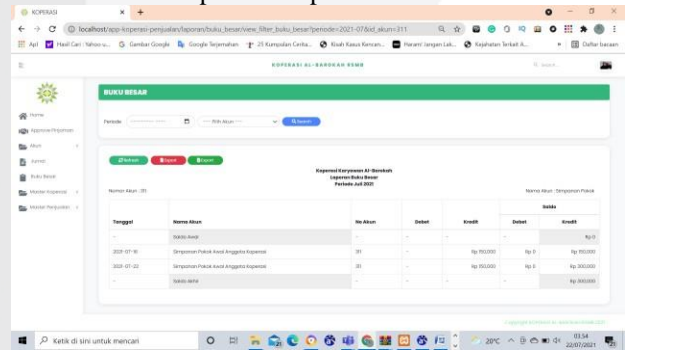 KOPERASI
localhost/app-koperasi-penjualan/laporan/buku_besar/view_filter_buku_besar?periode=2021-07&id_akun=311
Apil Hasil Cari : Yahoo Gambar Google Google Terjemahan 25 Kumpulan Cerita... Kisah Kasus Kencan... Haram! Jangan Lak... Kejahatan Terkait A... Daftar bacaan
KOPERASI AL-BAROKAH RSMB
Home
Approve Pinjaman
Akun
Jurnal
Buku Besar
Master Koperasi
Master Penjualan
BUKU BESAR
Periode
Pilih Akun
Search
Refresh Export Export
Koperasi Karyawan Al-Barokah
Laporan Buku Besar
Periode Juli 2021
Nomor Akun : 311
Nama Akun : Simpanan Pokok
Saldo
Tanggal Nama Akun No Akun Debet Kredit Debet Kredit
- Saldo Awal - - - - Rp 0
2021-07-16 Simpanan Pokok Awal Anggota Koperasi 311 - Rp 150,000 Rp 0 Rp 150,000
2021-07-22 Simpanan Pokok Awal Anggota Koperasi 311 - Rp 150,000 Rp 0 Rp 300,000
- Saldo Akhir - - - - Rp 300,000
Ketik di sini untuk mencari
20°C
03.54
22/07/2021